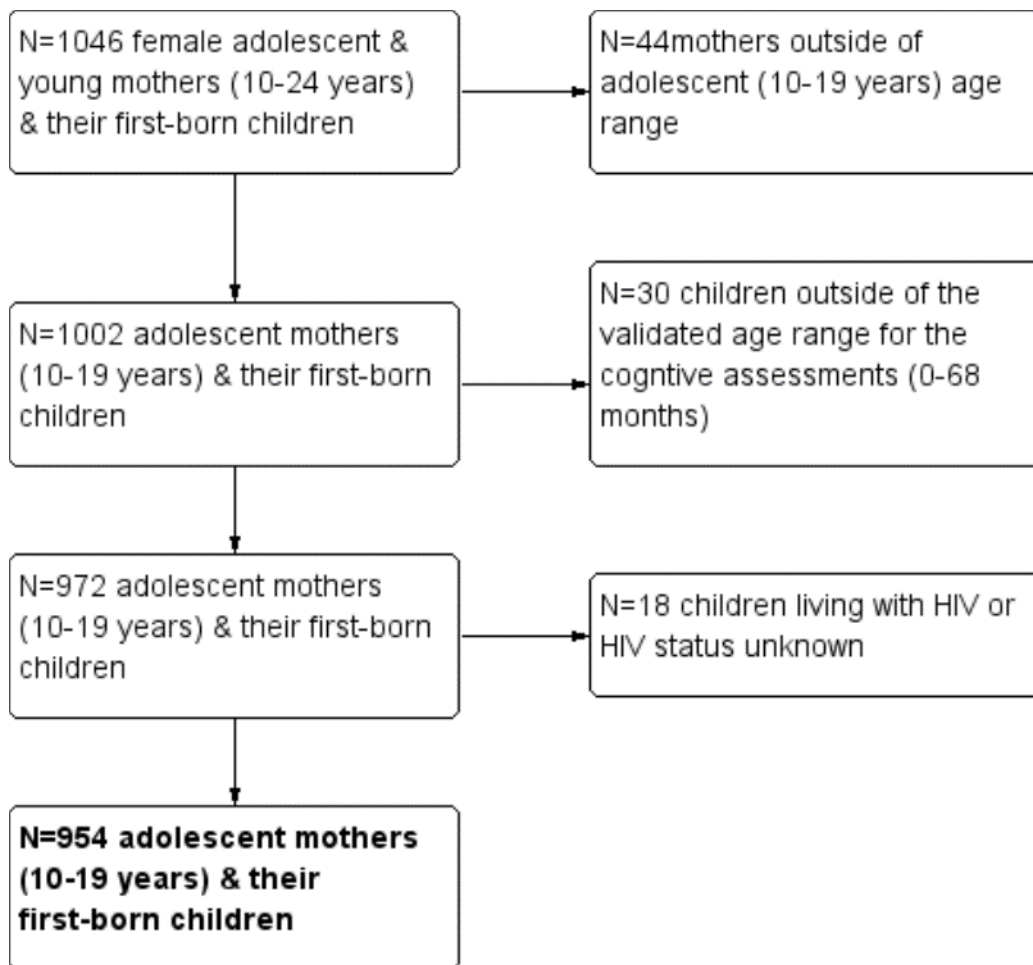 N=1046 female adolescent &
young mothers (10-24 years)
& their first-born children
N=44mothers outside of
adolescent (10-19 years) age
range
N=1002 adolescent mothers
(10-19 years) & their first-born
children
N=30 children outside of the
validated age range for the
cogntive assessments (0-68
months)
N=972 adolescent mothers
(10-19 years) & their first-born
children
N=18 children living with HIV or
HIV status unknown
N=954 adolescent mothers
(10-19 years) & their
first-born children